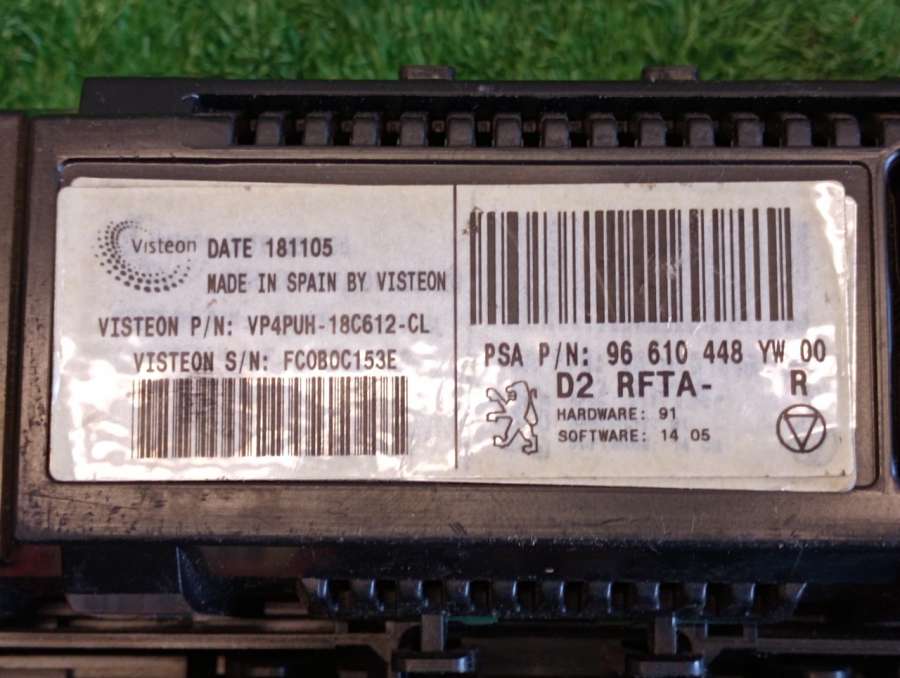 Visteon DATE 181105
MADE IN SPAIN BY VISTEON
VISTEON P/N: VP4PUH-18C612-CL
VISTEON S/N: FC0B0C153E
PSA P/N: 96 610 448 YW 00
D2 RFTA- R
HARDWARE: 91
SOFTWARE: 14 05